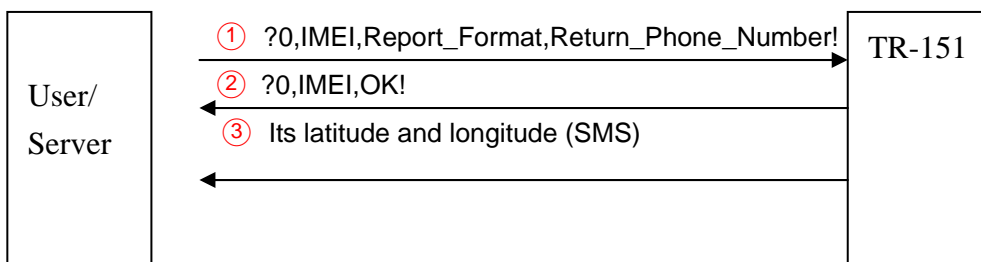 1 ?0,IMEI,Report_Format,Return_Phone_Number!
TR-151
2 ?0,IMEI,OK!
User/
Server
3 Its latitude and longitude (SMS)